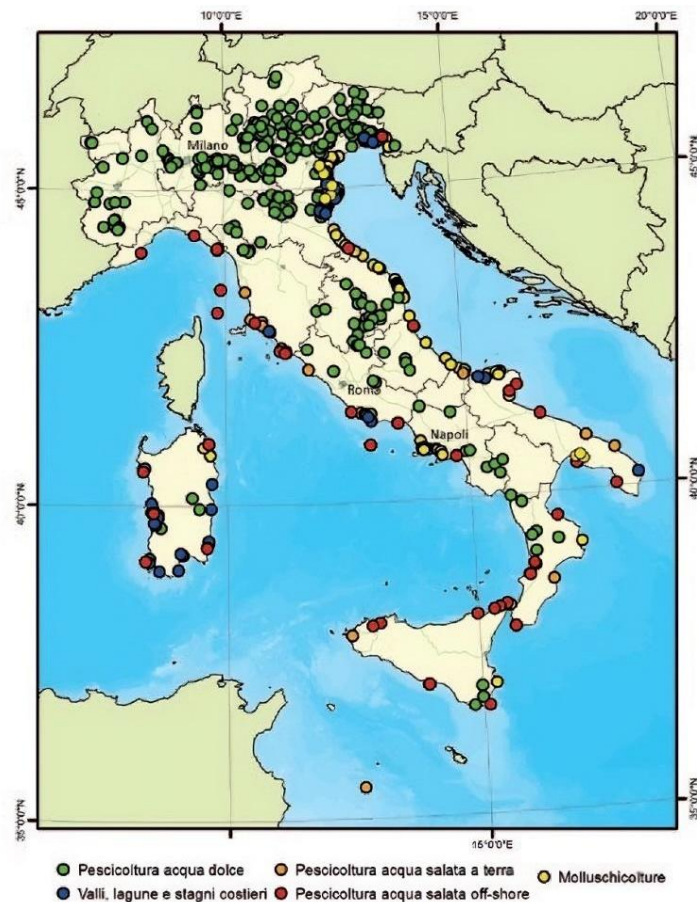 10°0'0"E 15°0'0"E 20°0'0"E
45°0'0"N 45°0'0"N
Milano
Roma
Napoli
40°0'0"N 40°0'0"N
35°0'0"N 35°0'0"N
10°0'0"E 15°0'0"E
Pescicoltura acqua dolce Pescicoltura acqua salata a terra Molluschicolture
Valli, lagune e stagni costieri Pescicoltura acqua salata off-shore